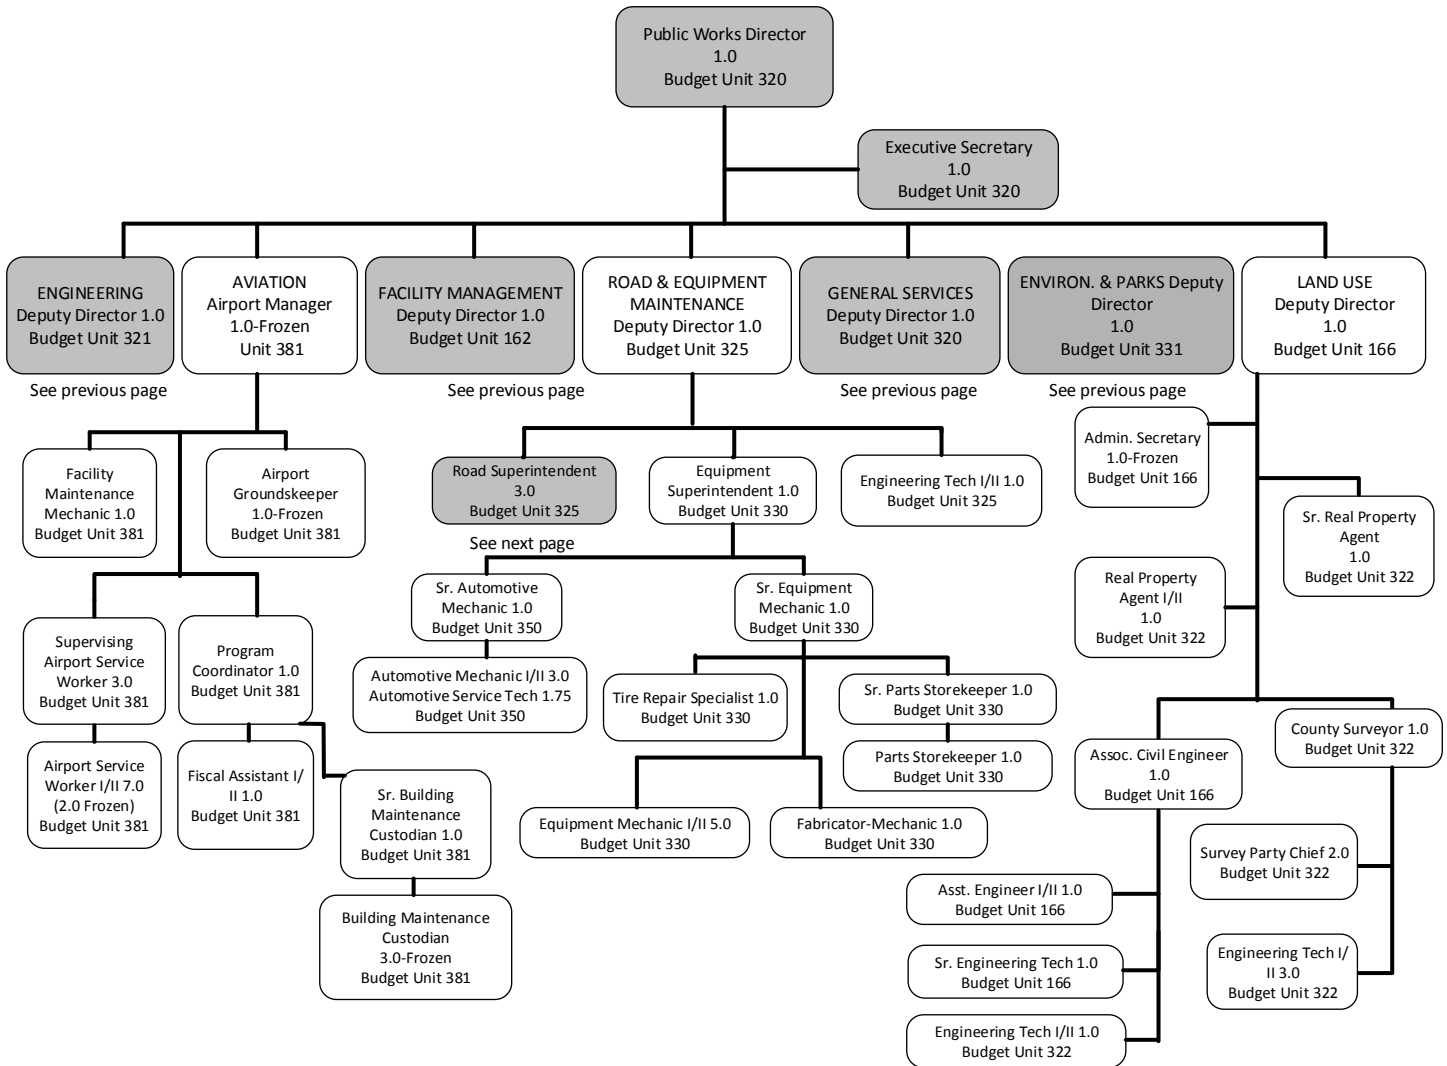 Public Works Director
1.0
Budget Unit 320
Executive Secretary
1.0
Budget Unit 320
ENGINEERING
Deputy Director 1.0
Budget Unit 321
AVIATION
Airport Manager
1.0-Frozen
Unit 381
FACILITY MANAGEMENT
Deputy Director 1.0
Budget Unit 162
ROAD & EQUIPMENT
MAINTENANCE
Deputy Director 1.0
Budget Unit 325
GENERAL SERVICES
Deputy Director 1.0
Budget Unit 320
ENVIRON. & PARKS Deputy
Director
1.0
Budget Unit 331
LAND USE
Deputy Director
1.0
Budget Unit 166
See previous page
See previous page
See previous page
See previous page
Facility
Maintenance
Mechanic 1.0
Budget Unit 381
Airport
Groundskeeper
1.0-Frozen
Budget Unit 381
Road Superintendent
3.0
Budget Unit 325
See next page
Equipment
Superintendent 1.0
Budget Unit 330
Engineering Tech I/II 1.0
Budget Unit 325
Admin. Secretary
1.0-Frozen
Budget Unit 166
Sr. Real Property
Agent
1.0
Budget Unit 322
Real Property
Agent I/II
1.0
Budget Unit 322
Sr. Automotive
Mechanic 1.0
Budget Unit 350
Sr. Equipment
Mechanic 1.0
Budget Unit 330
Supervising
Airport Service
Worker 3.0
Budget Unit 381
Program
Coordinator 1.0
Budget Unit 381
Automotive Mechanic I/II 3.0
Automotive Service Tech 1.75
Budget Unit 350
Tire Repair Specialist 1.0
Budget Unit 330
Sr. Parts Storekeeper 1.0
Budget Unit 330
Parts Storekeeper 1.0
Budget Unit 330
Assoc. Civil Engineer
1.0
Budget Unit 166
County Surveyor 1.0
Budget Unit 322
Airport Service
Worker I/II 7.0
(2.0 Frozen)
Budget Unit 381
Fiscal Assistant I/
II 1.0
Budget Unit 381
Sr. Building
Maintenance
Custodian 1.0
Budget Unit 381
Equipment Mechanic I/II 5.0
Budget Unit 330
Fabricator-Mechanic 1.0
Budget Unit 330
Survey Party Chief 2.0
Budget Unit 322
Asst. Engineer I/II 1.0
Budget Unit 166
Building Maintenance
Custodian
3.0-Frozen
Budget Unit 381
Sr. Engineering Tech 1.0
Budget Unit 166
Engineering Tech I/
II 3.0
Budget Unit 322
Engineering Tech I/II 1.0
Budget Unit 322